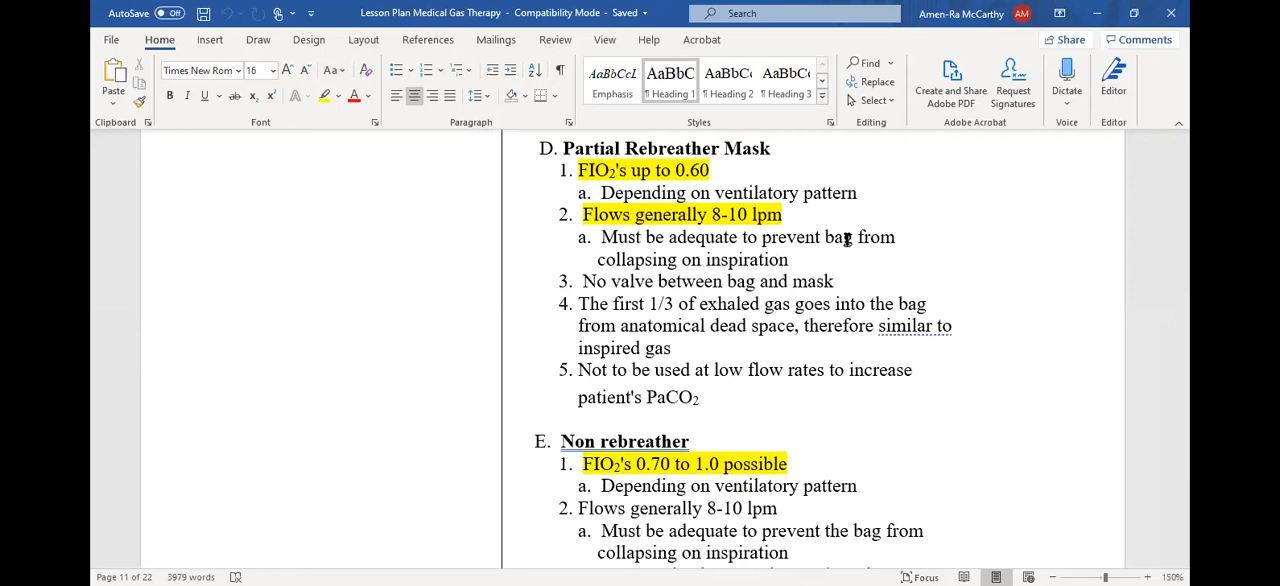 AutoSave Off Lesson Plan Medical Gas Therapy - Compatibility Mode - Saved Search Amen-Ra McCarthy AM
File Home Insert Draw Design Layout References Mailings Review View Help Acrobat Share Comments
Paste Times New Rom 16 Aa B I U ab x2 x2 A A AaBbCcI AaBbC AaBbCc AaBbCc Find Replace Select Create and Share Request Dictate Editor
Emphasis ¶ Heading 1 ¶ Heading 2 ¶ Heading 3 Adobe PDF Signatures
Clipboard Font Paragraph Styles Editing Adobe Acrobat Voice Editor
D. Partial Rebreather Mask
1. FIO2's up to 0.60
a. Depending on ventilatory pattern
2. Flows generally 8-10 lpm
a. Must be adequate to prevent bag from
collapsing on inspiration
3. No valve between bag and mask
4. The first 1/3 of exhaled gas goes into the bag
from anatomical dead space, therefore similar to
inspired gas
5. Not to be used at low flow rates to increase
patient's PaCO2
E. Non rebreather
1. FIO2's 0.70 to 1.0 possible
a. Depending on ventilatory pattern
2. Flows generally 8-10 lpm
a. Must be adequate to prevent the bag from
collapsing on inspiration
Page 11 of 22 3979 words Focus 150%